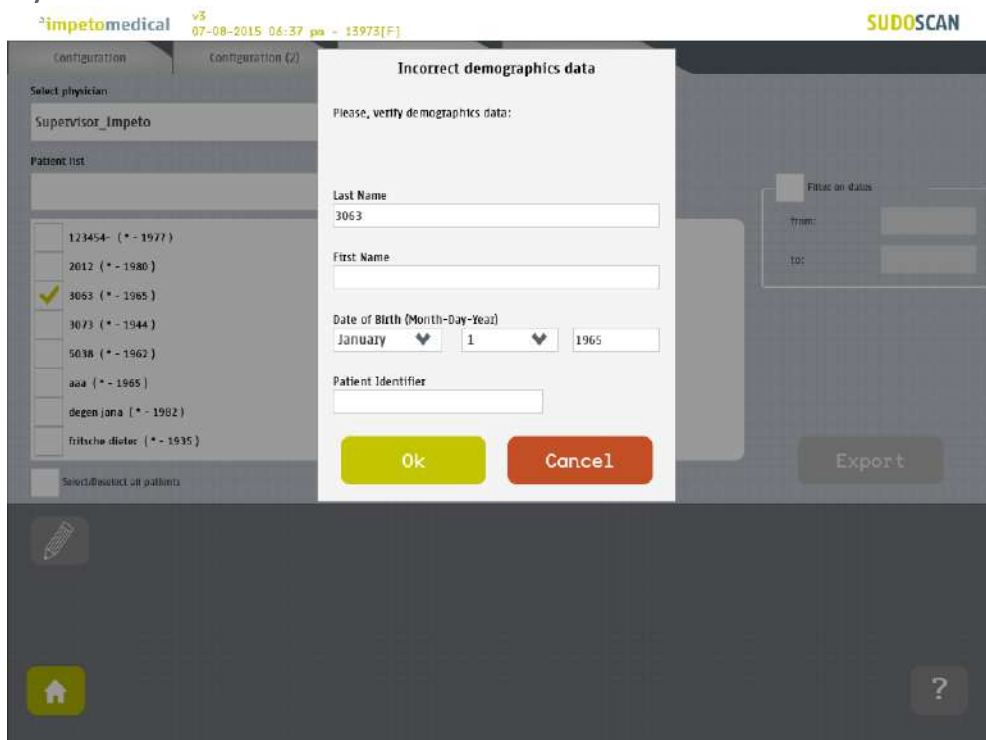 impetomedical
v3
07-08-2015 06:37 pm - 13973[F]
SUDOSCAN
Configuration
Configuration (2)
Select physician
Supervisor_Impeto
Patient list
123454- (* - 1977)
2012 (* - 1980)
3063 (* - 1965)
3073 (* - 1944)
5038 (* - 1962)
aaa (* - 1965)
degen jana (* - 1982)
fritsche dieter (* - 1935)
Select/Deselect all patients
Incorrect demographics data
Please, verify demographics data:
Last Name
3063
First Name
Date of Birth (Month-Day-Year)
January 1 1965
Patient Identifier
Ok Cancel
Filter on dates
from:
to:
Export
?